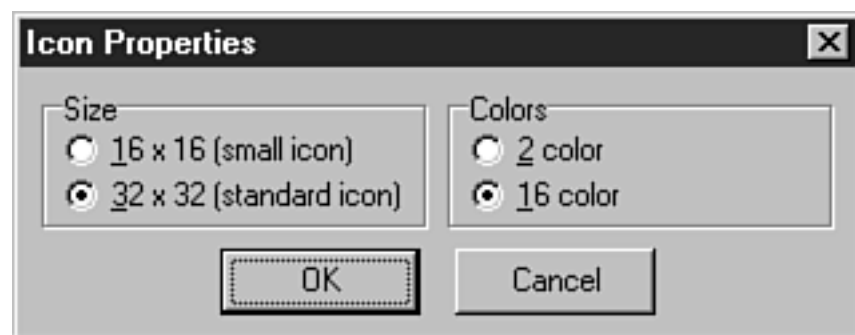 Icon Properties
Size
16 x 16 (small icon)
32 x 32 (standard icon)
Colors
2 color
16 color
OK
Cancel